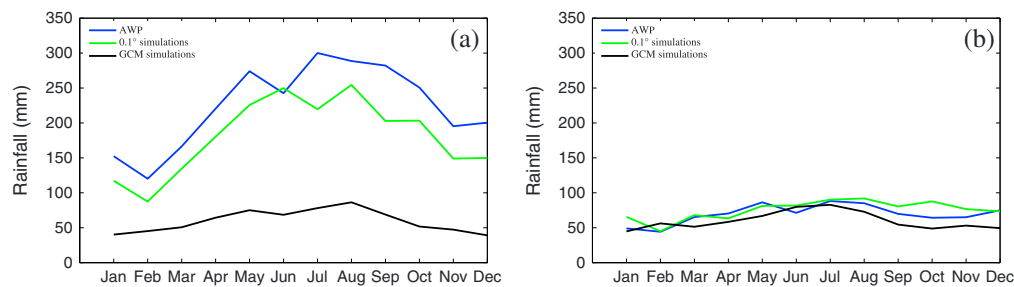 350
300
250
200
150
100
50
0
Rainfall (mm)
AWP
0.1° simulations
GCM simulations
(a)
Jan Feb Mar Apr May Jun Jul Aug Sep Oct Nov Dec
350
300
250
200
150
100
50
0
Rainfall (mm)
AWP
0.1° simulations
GCM simulations
(b)
Jan Feb Mar Apr May Jun Jul Aug Sep Oct Nov Dec